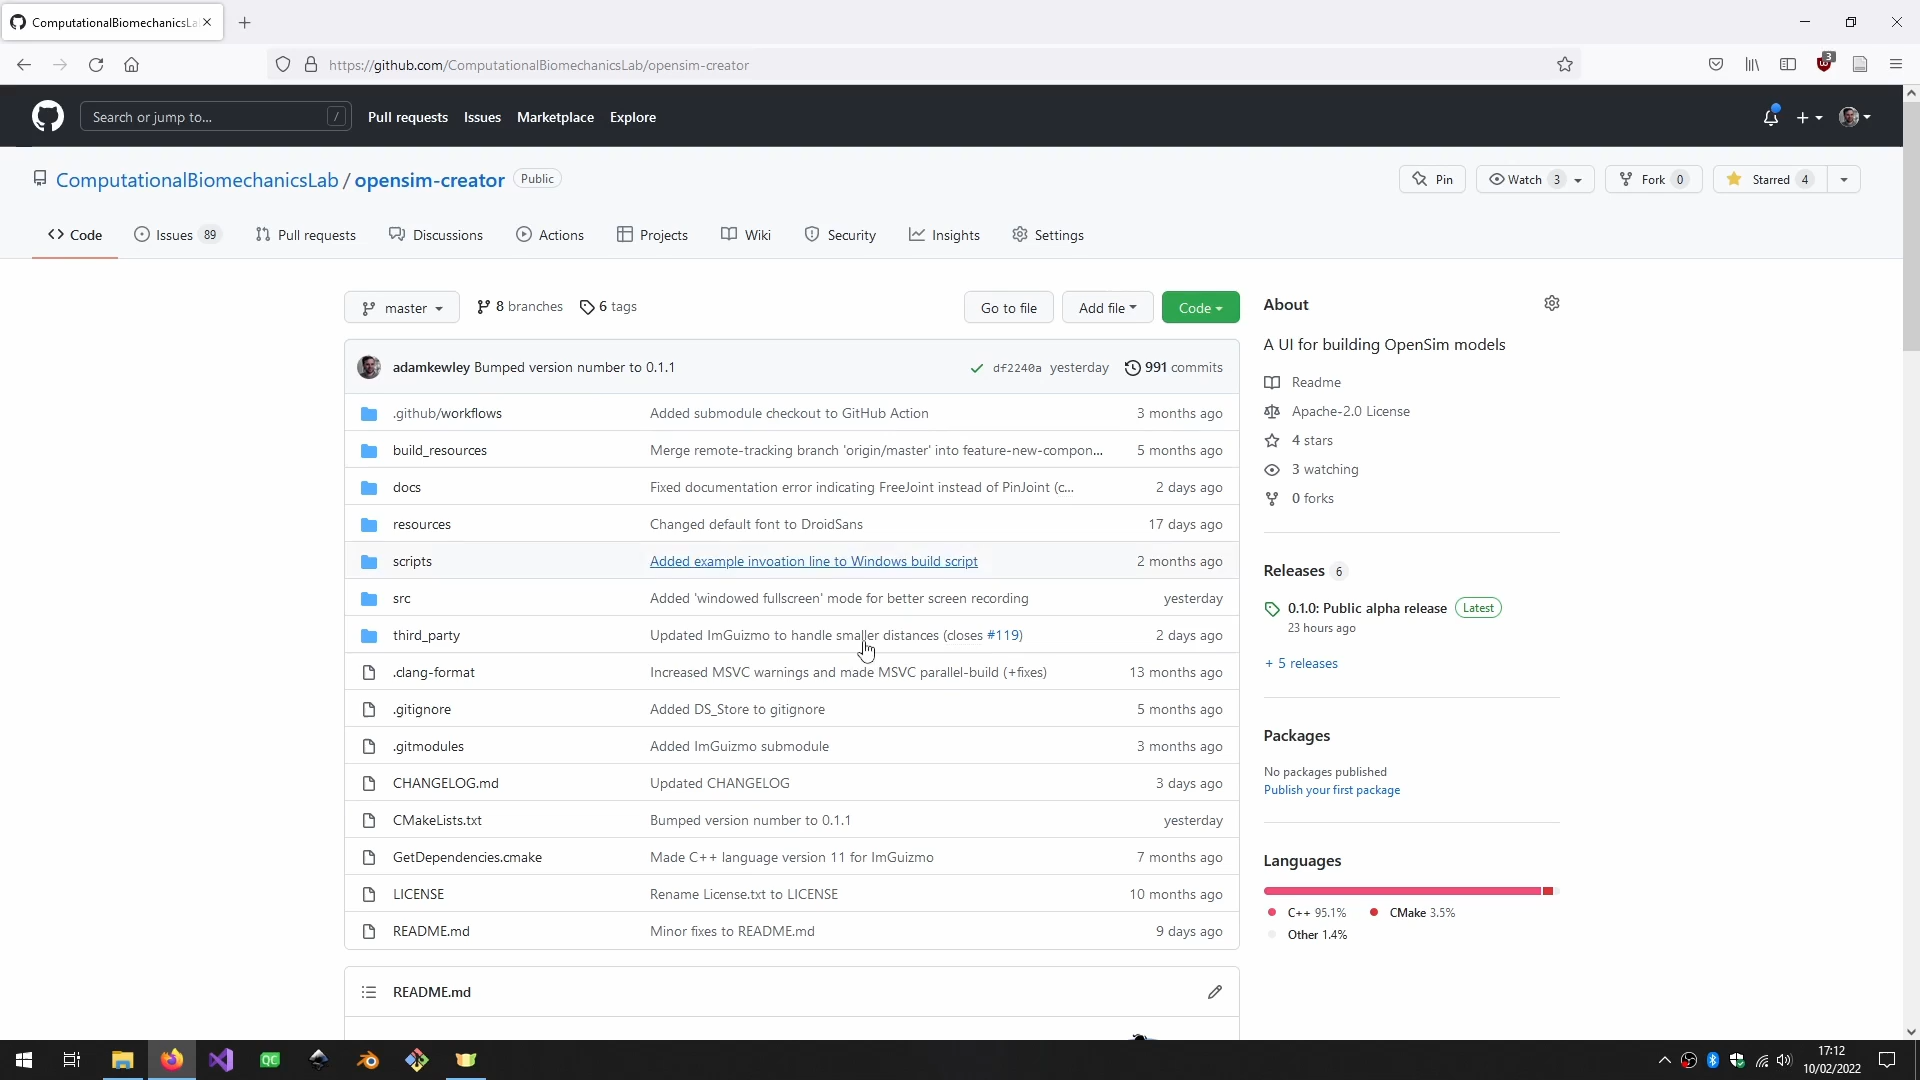 ComputationalBiomechanicsLa
https://github.com/ComputationalBiomechanicsLab/opensim-creator
3
Search or jump to... /
Pull requests Issues Marketplace Explore
ComputationalBiomechanicsLab / opensim-creator Public
Pin Watch 3 Fork 0 Starred 4
Code Issues 89 Pull requests Discussions Actions Projects Wiki Security Insights Settings
master 8 branches 6 tags Go to file Add file Code
adamkewley Bumped version number to 0.1.1 df2240a yesterday 991 commits
.github/workflows Added submodule checkout to GitHub Action 3 months ago
build_resources Merge remote-tracking branch 'origin/master' into feature-new-compon... 5 months ago
docs Fixed documentation error indicating FreeJoint instead of PinJoint (c... 2 days ago
resources Changed default font to DroidSans 17 days ago
scripts Added example invoation line to Windows build script 2 months ago
src Added 'windowed fullscreen' mode for better screen recording yesterday
third_party Updated ImGuizmo to handle smaller distances (closes #119) 2 days ago
.clang-format Increased MSVC warnings and made MSVC parallel-build (+fixes) 13 months ago
.gitignore Added DS_Store to gitignore 5 months ago
.gitmodules Added ImGuizmo submodule 3 months ago
CHANGELOG.md Updated CHANGELOG 3 days ago
CMakeLists.txt Bumped version number to 0.1.1 yesterday
GetDependencies.cmake Made C++ language version 11 for ImGuizmo 7 months ago
LICENSE Rename License.txt to LICENSE 10 months ago
README.md Minor fixes to README.md 9 days ago
README.md
About
A UI for building OpenSim models
Readme
Apache-2.0 License
4 stars
3 watching
0 forks
Releases 6
0.1.0: Public alpha release Latest
23 hours ago
+ 5 releases
Packages
No packages published
Publish your first package
Languages
C++ 95.1% CMake 3.5%
Other 1.4%
QC
17:12
10/02/2022